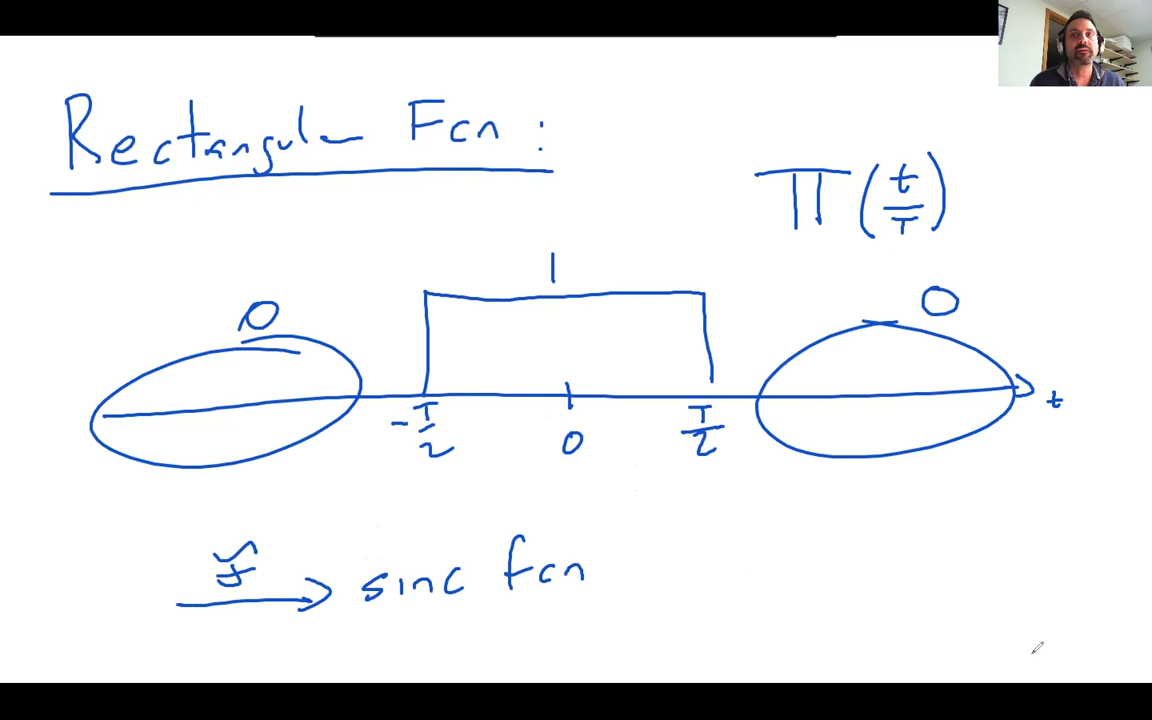 Rectangular Fcn :
Π(t/T)
1
0
0
-T/2
0
T/2
t
ℱ
sinc fcn